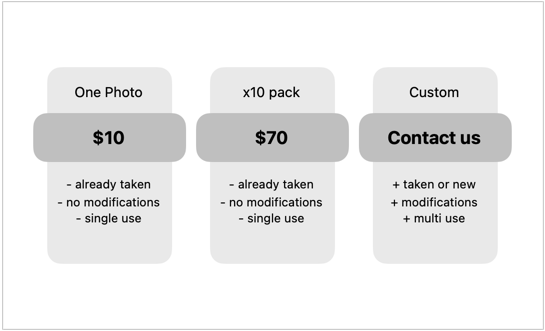 One Photo
$10
- already taken
- no modifications
- single use
x10 pack
$70
- already taken
- no modifications
- single use
Custom
Contact us
+ taken or new
+ modifications
+ multi use